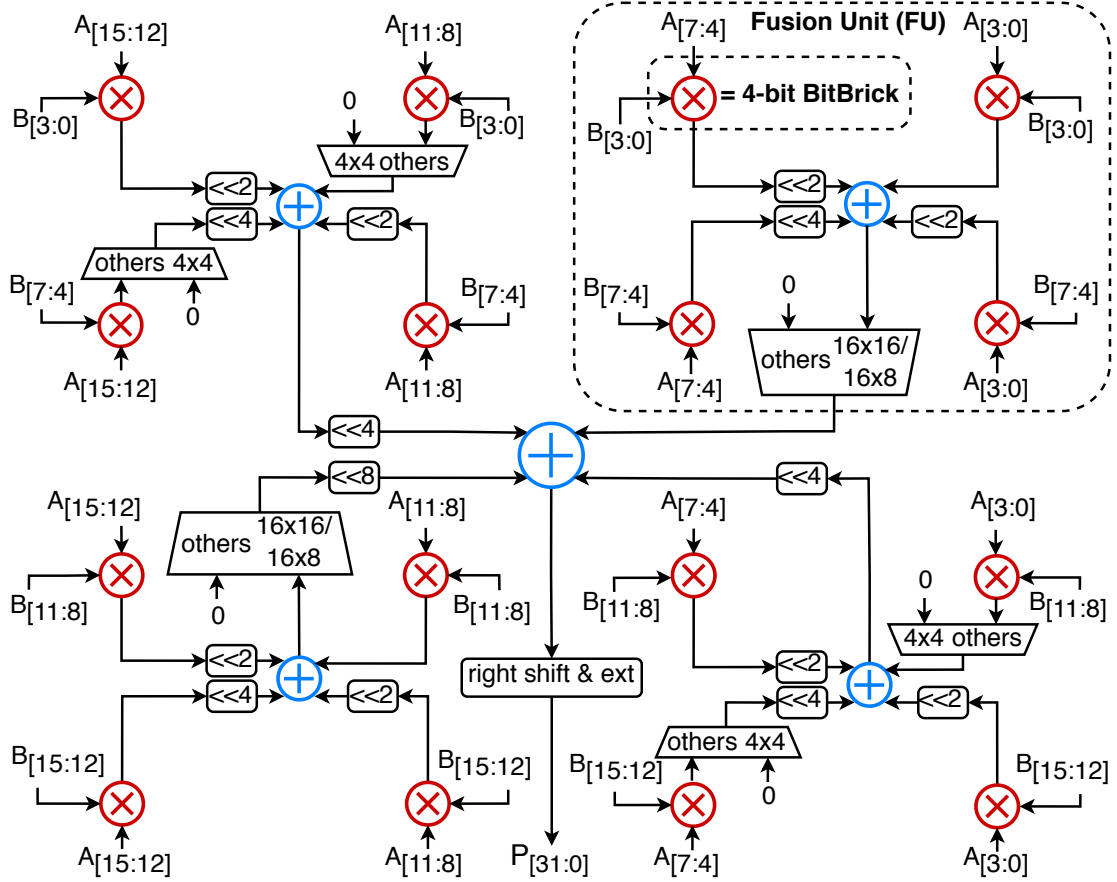 Fusion Unit (FU)
A[15:12]
A[11:8]
A[7:4]
A[3:0]
B[3:0]
0
B[3:0]
B[3:0]
= 4-bit BitBrick
B[3:0]
4x4 others
<<2
<<2
<<4
<<2
<<4
<<2
others 4x4
B[7:4]
0
B[7:4]
B[7:4]
0
B[7:4]
others 16x16/
16x8
A[15:12]
A[11:8]
A[7:4]
A[3:0]
<<4
<<8
<<4
A[15:12]
A[11:8]
A[7:4]
A[3:0]
others 16x16/
16x8
B[11:8]
0
B[11:8]
B[11:8]
0
B[11:8]
4x4 others
<<2
right shift & ext
<<2
<<4
<<2
<<4
<<2
others 4x4
B[15:12]
B[15:12]
B[15:12]
0
B[15:12]
A[15:12]
A[11:8]
P[31:0]
A[7:4]
A[3:0]